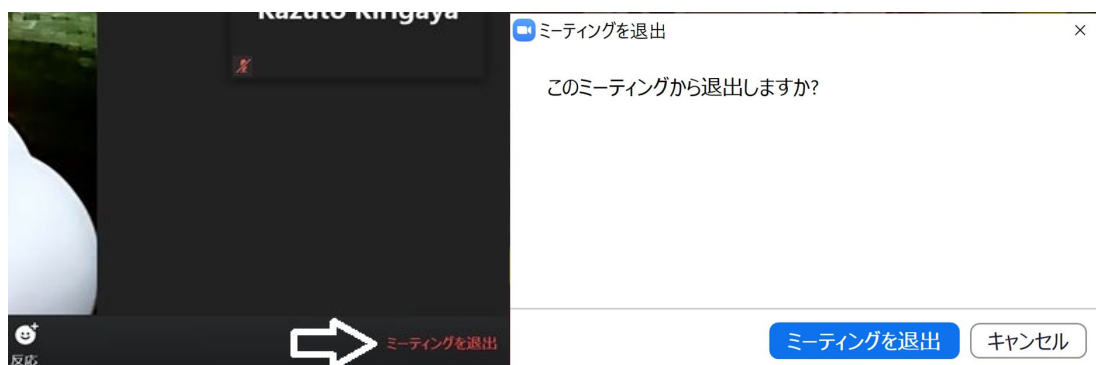 Kazuto Kirigaya
反応
ミーティングを退出
ミーティングを退出
このミーティングから退出しますか?
ミーティングを退出
キャンセル